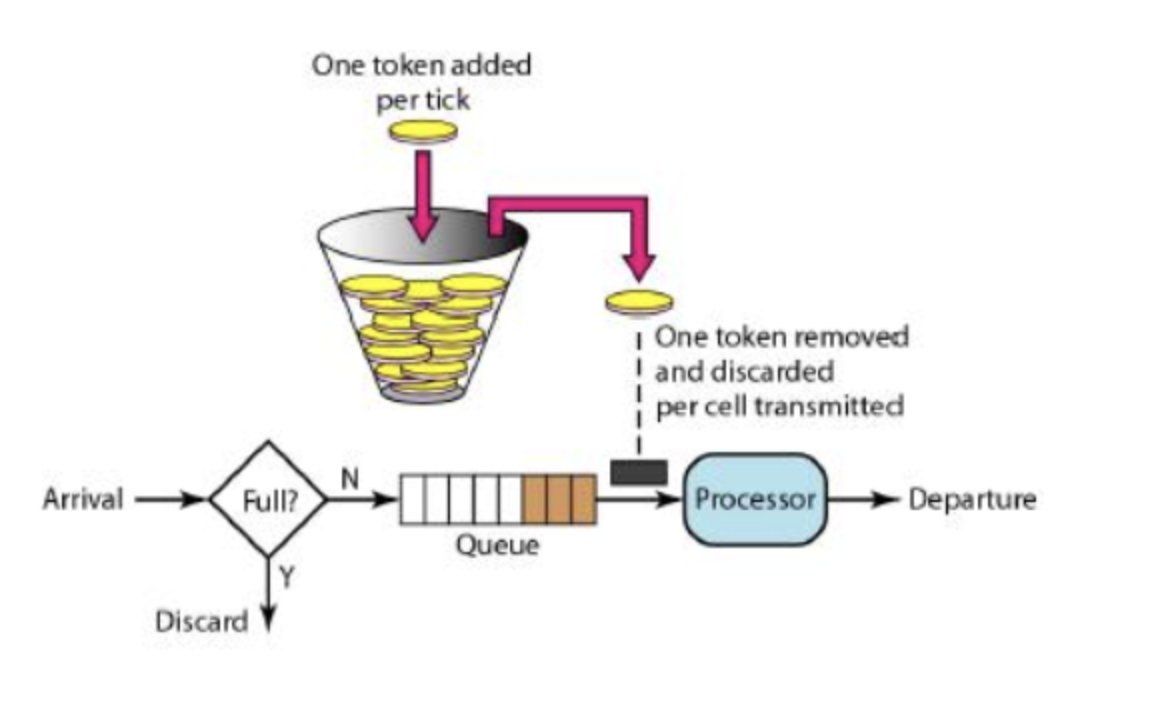 One token added
per tick
One token removed
and discarded
per cell transmitted
Arrival
Full?
N
Processor
Departure
Queue
Y
Discard